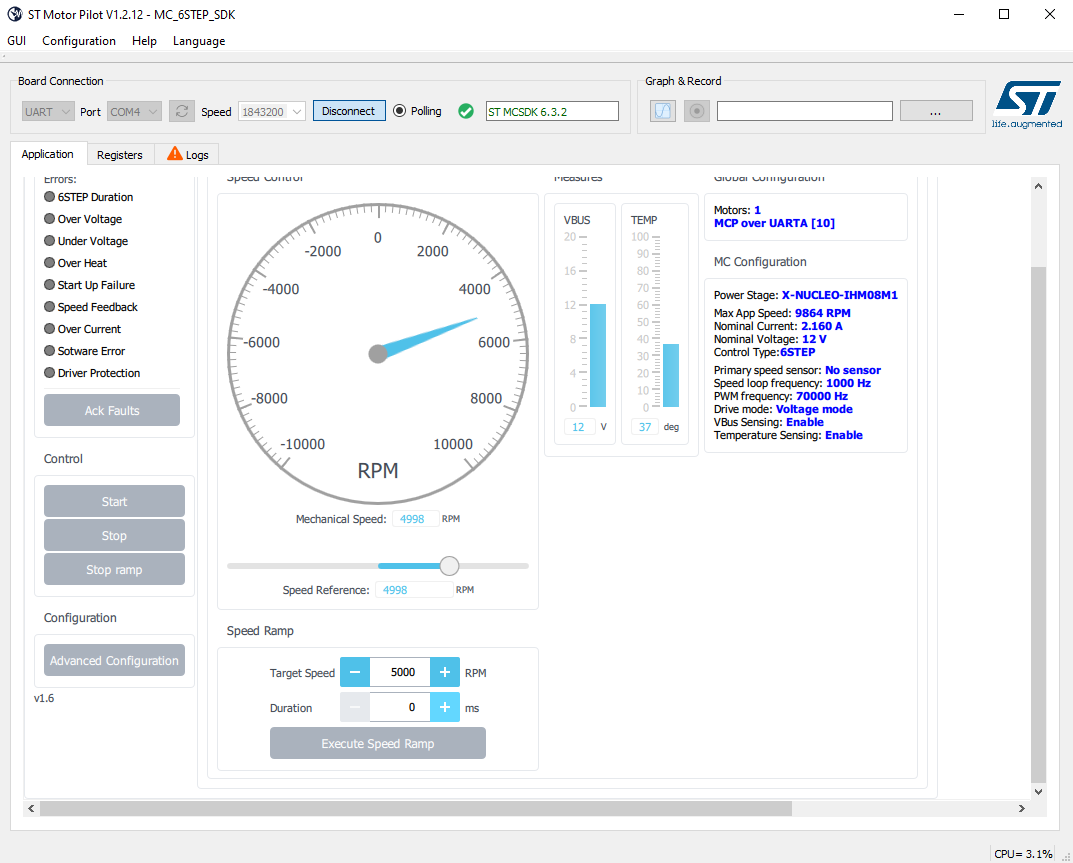 ST Motor Pilot V1.2.12 - MC_6STEP_SDK
GUI Configuration Help Language
Board Connection
UART Port COM4 Speed 1843200 Disconnect Polling ST MCSDK 6.3.2
Graph & Record
...
ST
life.augmented
Application Registers Logs
Errors:
6STEP Duration
Over Voltage
Under Voltage
Over Heat
Start Up Failure
Speed Feedback
Over Current
Sotware Error
Driver Protection
Ack Faults
Control
Start
Stop
Stop ramp
Configuration
Advanced Configuration
v1.6
Speed Control
0
-2000 2000
-4000 4000
-6000 6000
-8000 8000
-10000 10000
RPM
Mechanical Speed: 4998 RPM
Speed Reference: 4998 RPM
Speed Ramp
Target Speed − 5000 + RPM
Duration − 0 + ms
Execute Speed Ramp
Measures
VBUS
20
16
12
8
4
0
12 V
TEMP
100
90
80
70
60
50
40
30
20
10
0
37 deg
Global Configuration
Motors: 1
MCP over UARTA [10]
MC Configuration
Power Stage: X-NUCLEO-IHM08M1
Max App Speed: 9864 RPM
Nominal Current: 2.160 A
Nominal Voltage: 12 V
Control Type:6STEP
Primary speed sensor: No sensor
Speed loop frequency: 1000 Hz
PWM frequency: 70000 Hz
Drive mode: Voltage mode
VBus Sensing: Enable
Temperature Sensing: Enable
CPU= 3.1%